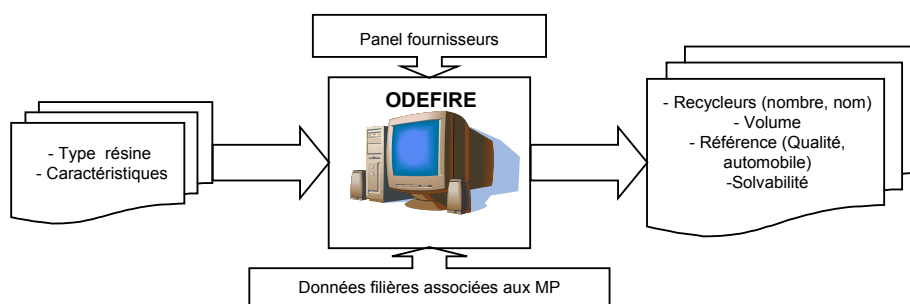 Panel fournisseurs
ODEFIRE
- Type résine
- Caractéristiques
- Recycleurs (nombre, nom)
- Volume
- Référence (Qualité,
automobile)
-Solvabilité
Données filières associées aux MP